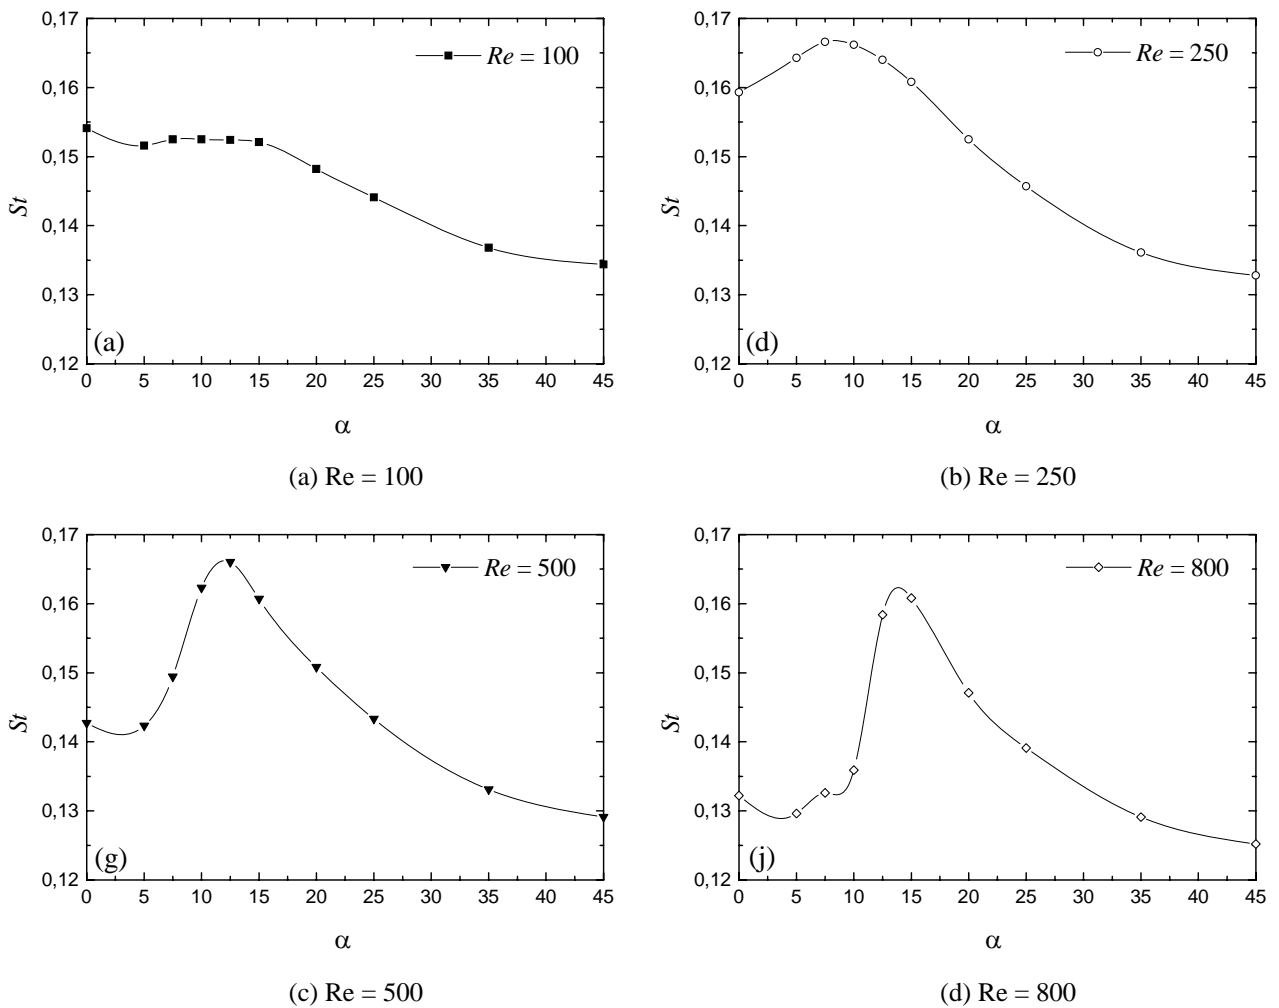 0,17
0,16
0,15
0,14
0,13
0,12
St
Re = 100
(a)
0 5 10 15 20 25 30 35 40 45
α
(a) Re = 100
0,17
0,16
0,15
0,14
0,13
0,12
St
Re = 250
(d)
0 5 10 15 20 25 30 35 40 45
α
(b) Re = 250
0,17
0,16
0,15
0,14
0,13
0,12
St
Re = 500
(g)
0 5 10 15 20 25 30 35 40 45
α
(c) Re = 500
0,17
0,16
0,15
0,14
0,13
0,12
St
Re = 800
(j)
0 5 10 15 20 25 30 35 40 45
α
(d) Re = 800